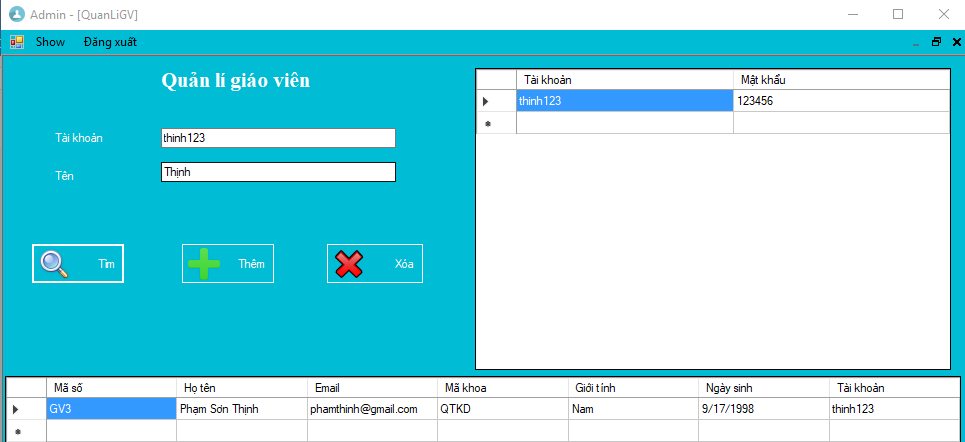 Admin - [QuanLiGV]
Show Đăng xuất
Quản lí giáo viên
Tài khoản thinh123
Tên Thịnh
Tìm Thêm Xóa
Tài khoản Mật khẩu
thinh123 123456
Mã số Họ tên Email Mã khoa Giới tính Ngày sinh Tài khoản
GV3 Phạm Sơn Thịnh phamthinh@gmail.com QTKD Nam 9/17/1998 thinh123